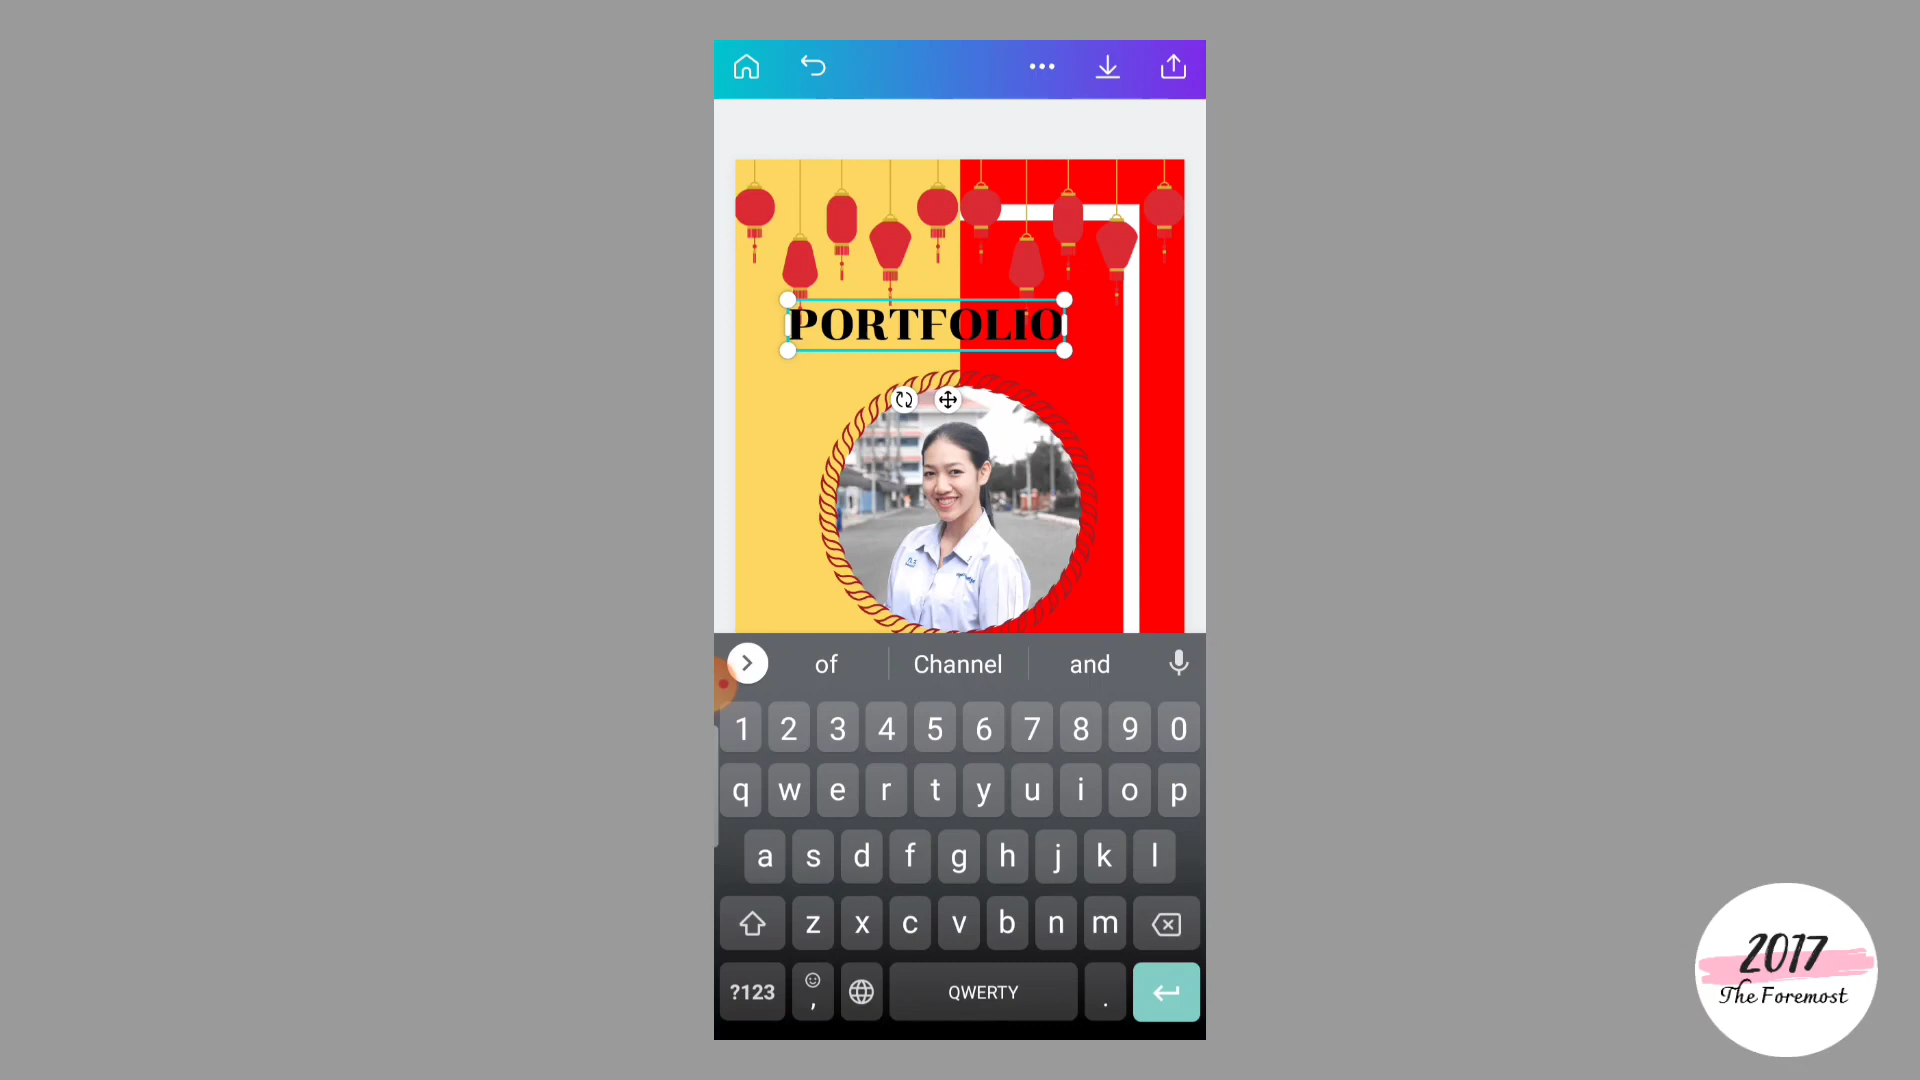 PORTFOLIO
of Channel and
1 2 3 4 5 6 7 8 9 0
q w e r t y u i o p
a s d f g h j k l
z x c v b n m
?123 , QWERTY .
2017
The Foremost